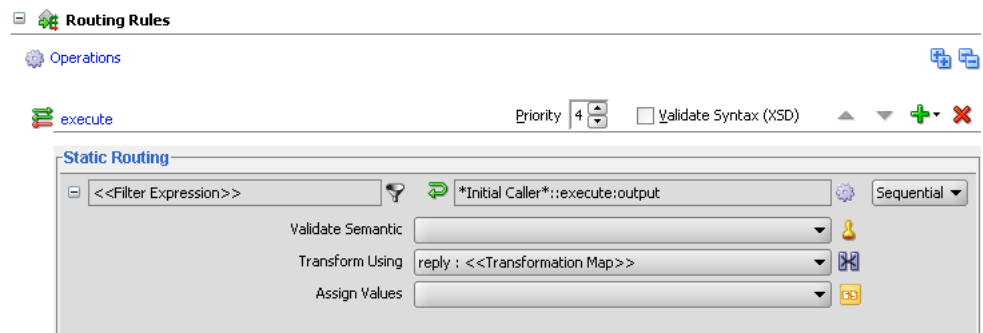 Routing Rules
Operations
execute Priority 4 Validate Syntax (XSD)
Static Routing
<<Filter Expression>> *Initial Caller*::execute:output Sequential
Validate Semantic
Transform Using reply : <<Transformation Map>>
Assign Values